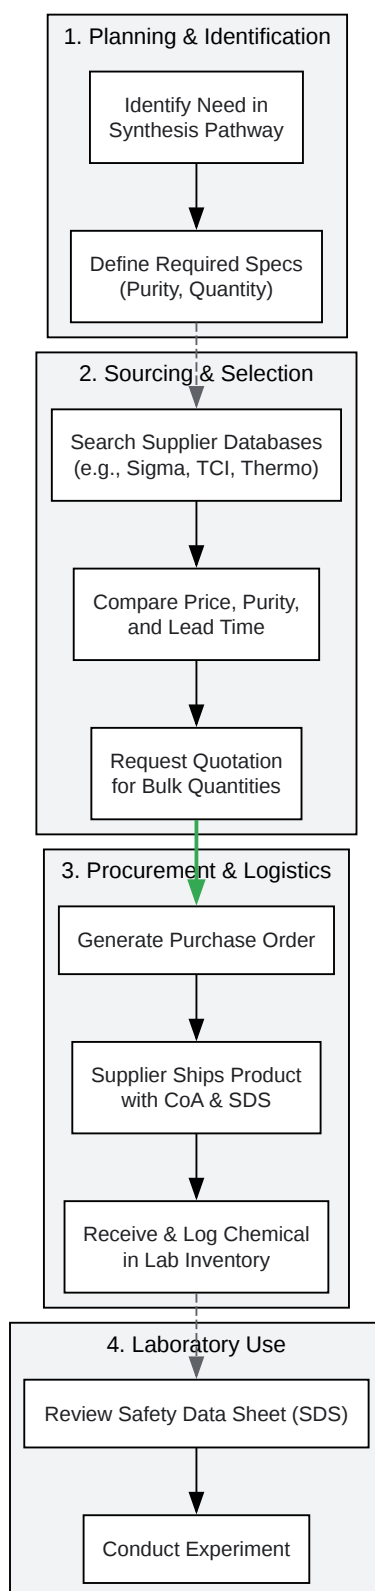 1. Planning & Identification
Identify Need in
Synthesis Pathway
Define Required Specs
(Purity, Quantity)
2. Sourcing & Selection
Search Supplier Databases
(e.g., Sigma, TCI, Thermo)
Compare Price, Purity,
and Lead Time
Request Quotation
for Bulk Quantities
3. Procurement & Logistics
Generate Purchase Order
Supplier Ships Product
with CoA & SDS
Receive & Log Chemical
in Lab Inventory
4. Laboratory Use
Review Safety Data Sheet (SDS)
Conduct Experiment